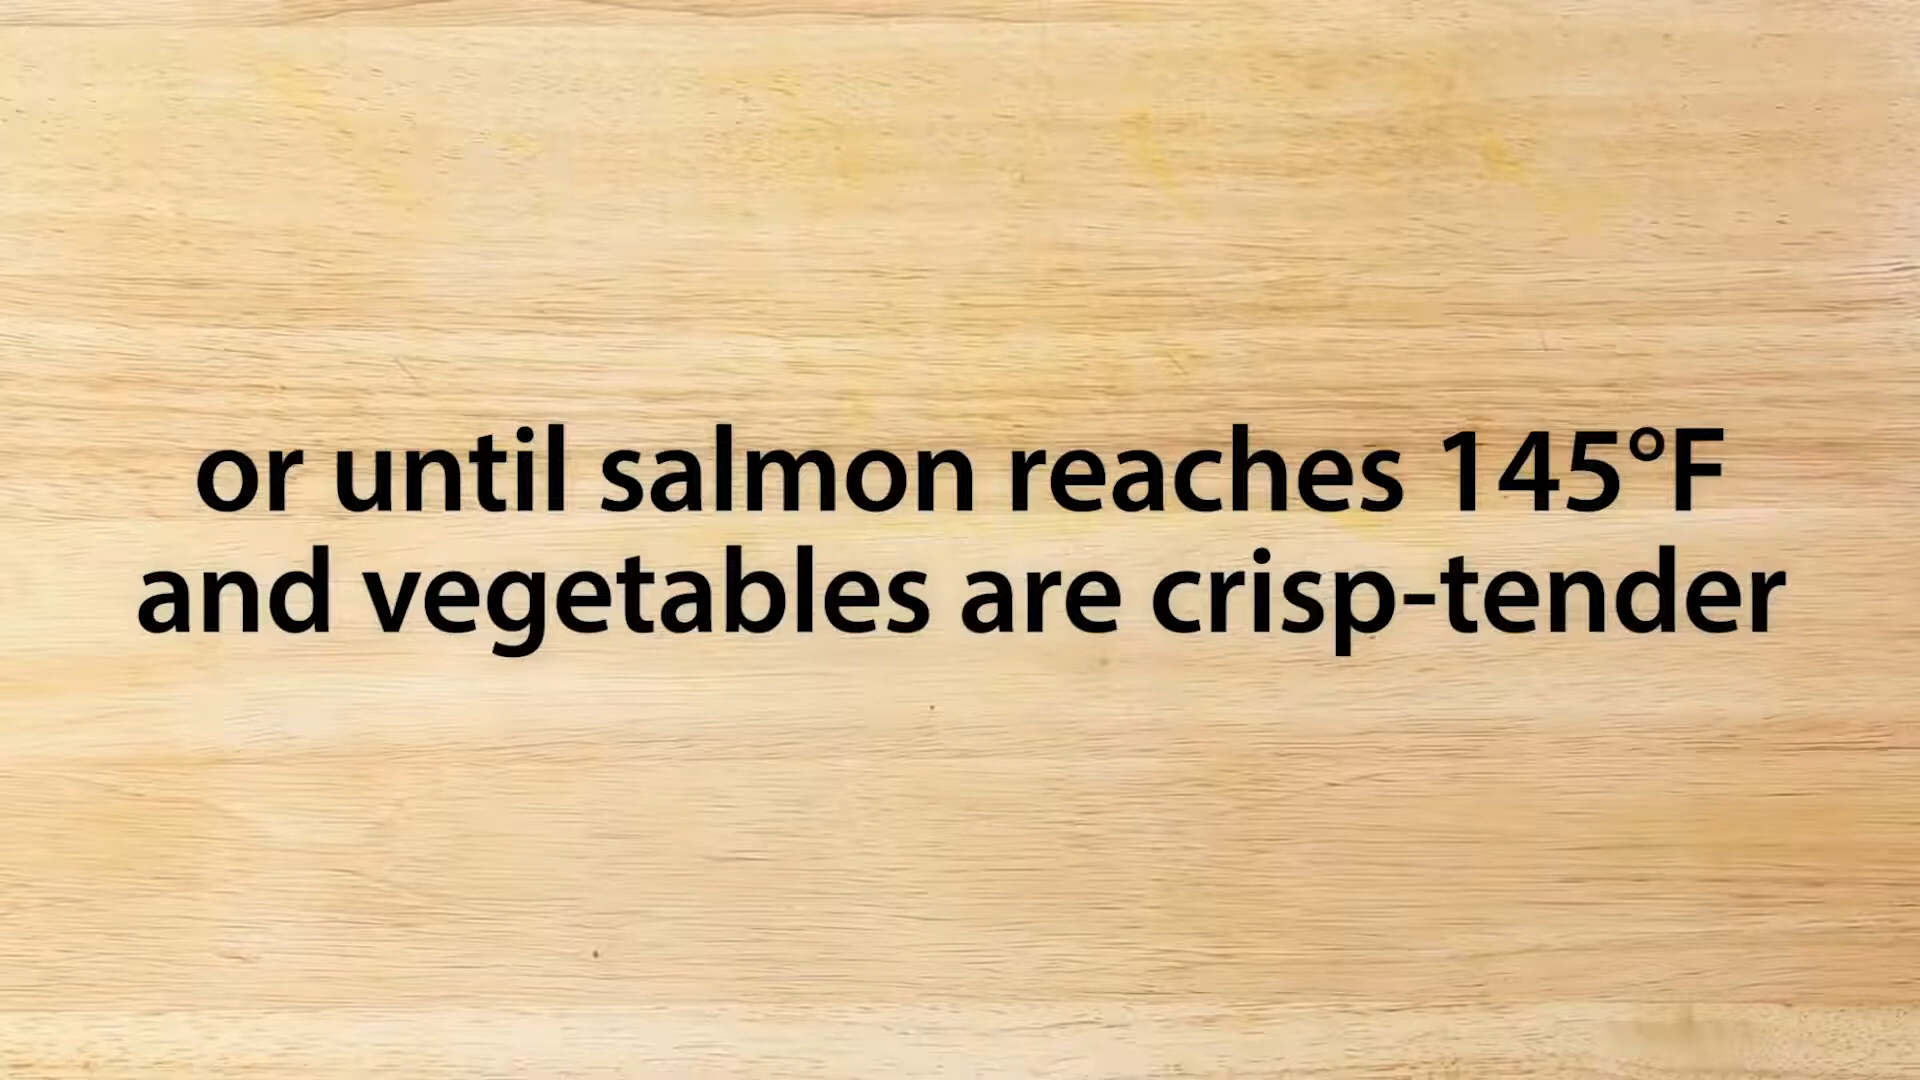 or until salmon reaches 145°F
and vegetables are crisp-tender